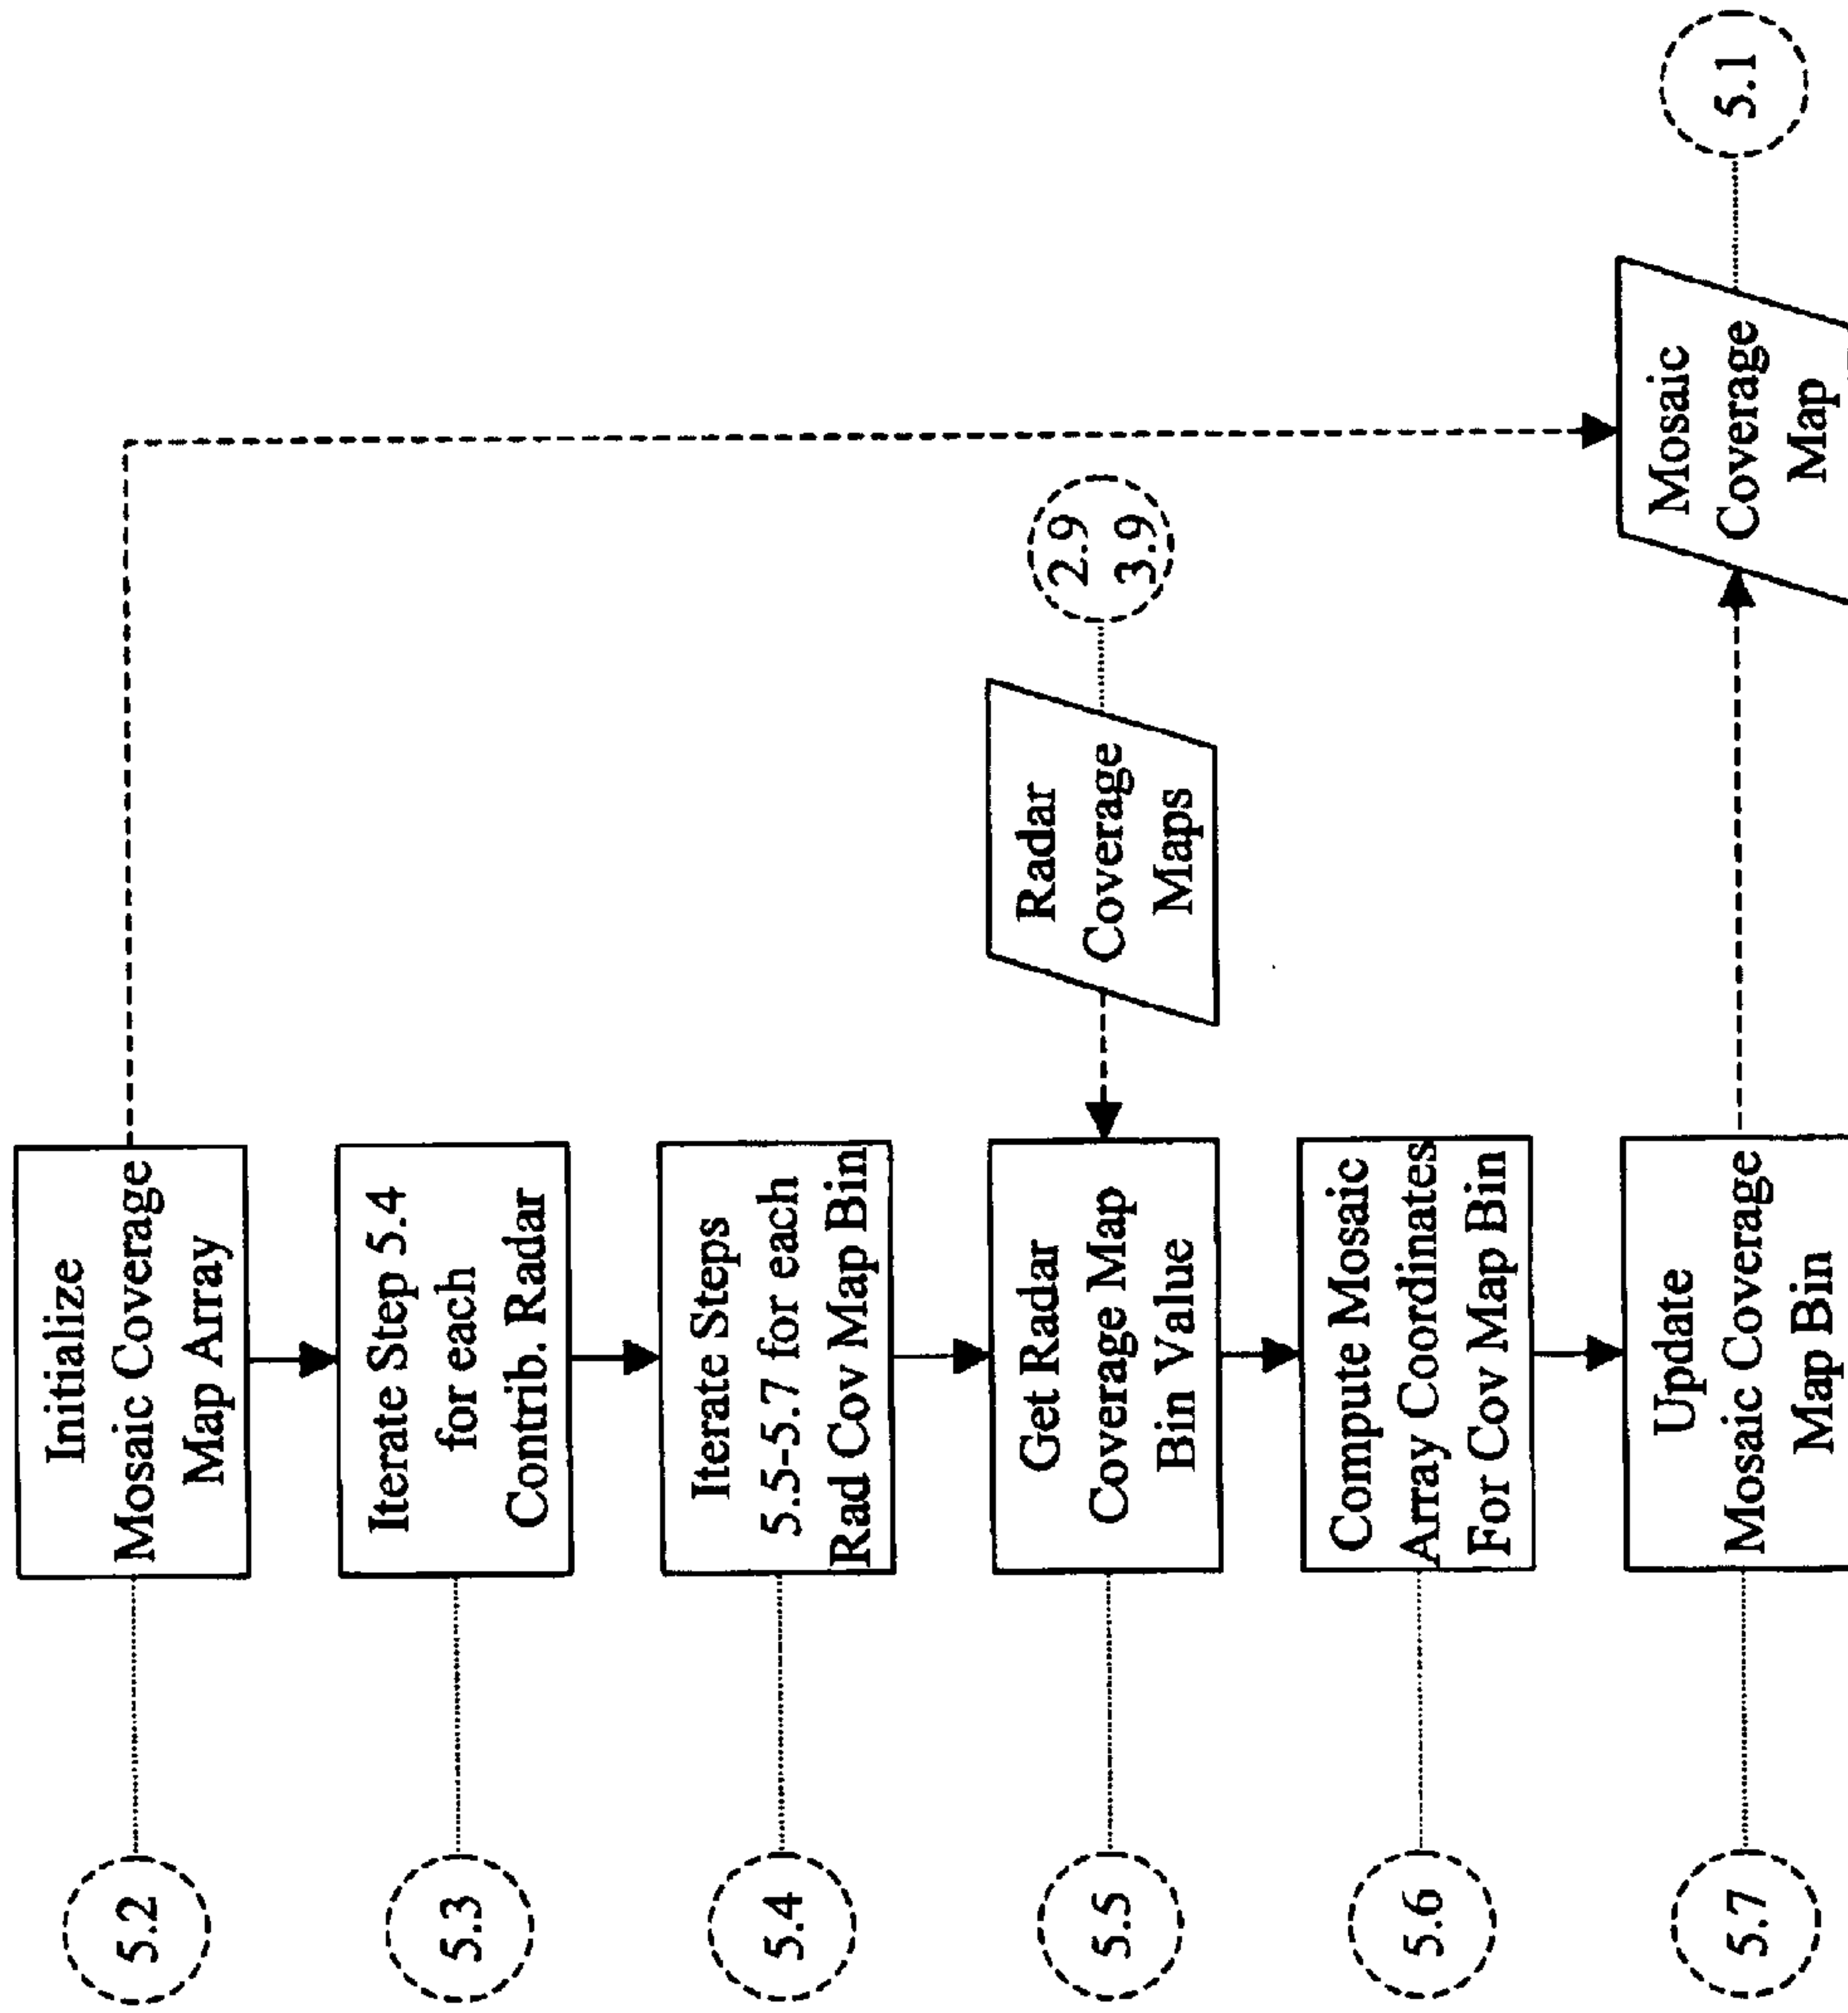 5.2
Initialize
Mosaic Coverage
Map Array
5.3
Iterate Step 5.4
for each
Contrib. Radar
5.4
Iterate Steps
5.5-5.7 for each
Rad Cov Map Bin
5.5
Get Radar
Coverage Map
Bin Value
Radar
Coverage
Maps
2.9
3.9
5.6
Compute Mosaic
Array Coordinates
For Cov Map Bin
5.7
Update
Mosaic Coverage
Map Bin
Mosaic
Coverage
Map
5.1